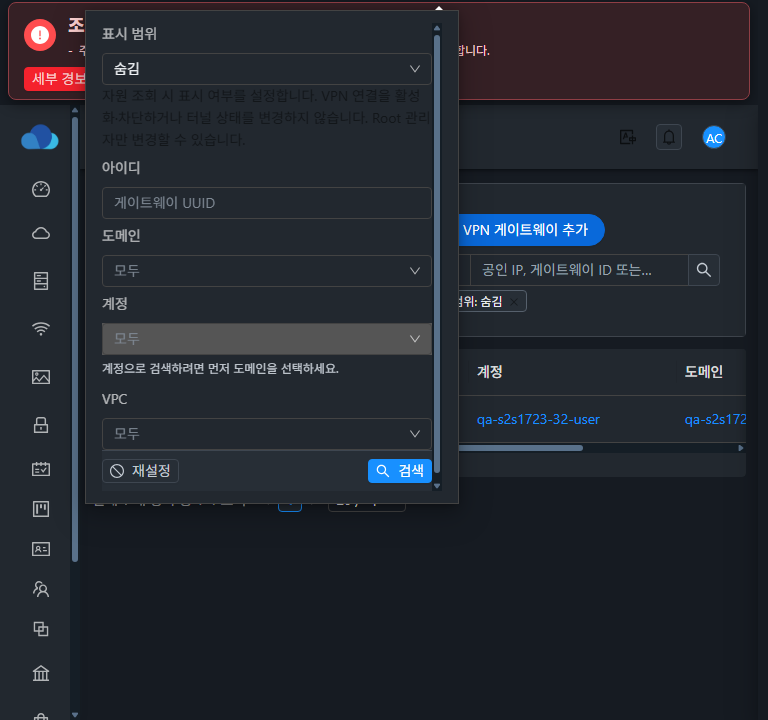 조
표시 범위
- 주
합니다.
숨김
세부 경보
자원 조회 시 표시 여부를 설정합니다. VPN 연결을 활성
화·차단하거나 터널 상태를 변경하지 않습니다. Root 관리
자만 변경할 수 있습니다.
AC
아이디
게이트웨이 UUID
VPN 게이트웨이 추가
도메인
모두
공인 IP, 게이트웨이 ID 또는...
계정
범위: 숨김
모두
계정으로 검색하려면 먼저 도메인을 선택하세요.
계정
도메인
VPC
모두
qa-s2s1723-32-user
qa-s2s172
재설정
검색